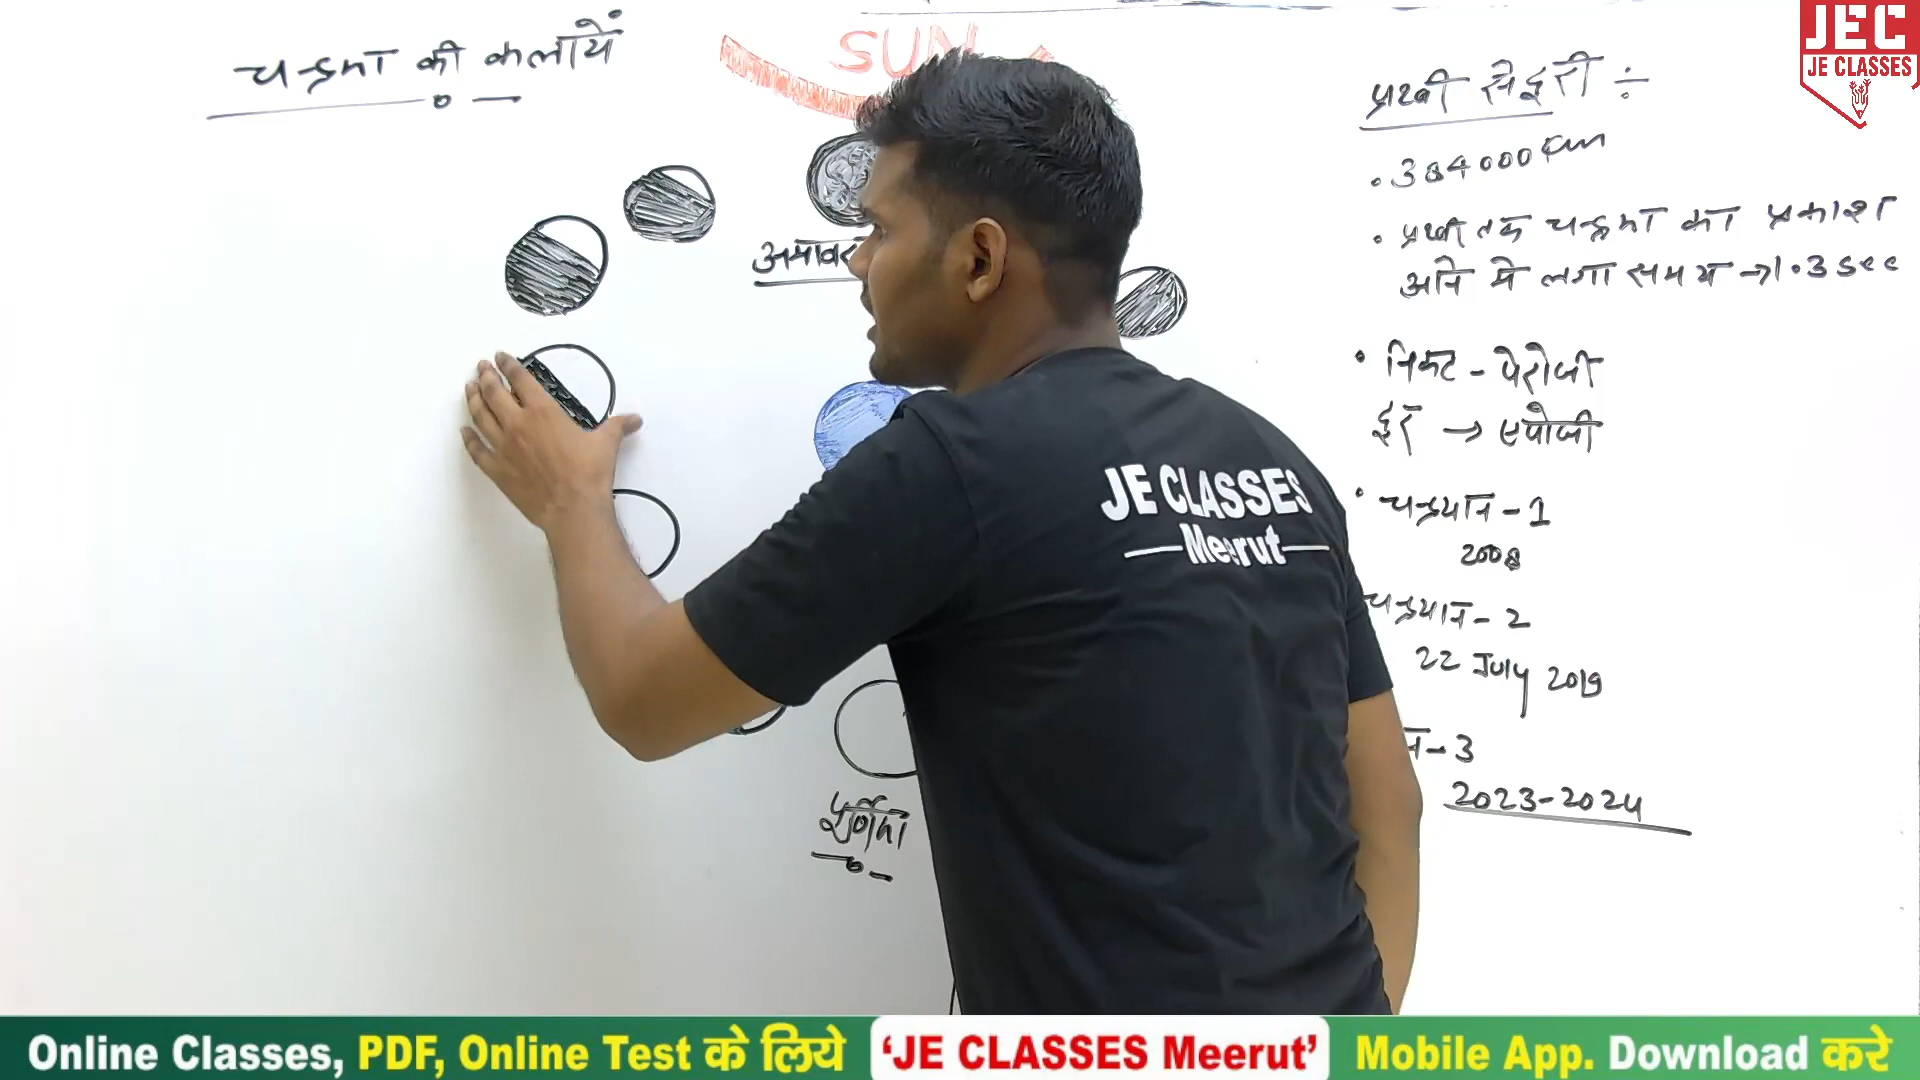 चन्द्रमा की कलायें
SUN
अमावस
पूर्णिमा
पृथ्वी से दूरी ÷
• 384000 km
• पृथ्वी तक चन्द्रमा का प्रकाश
आने मे लगा समय → 1.3 sec
• निकट - पेरीजी
दूर → एपोजी
• चन्द्रयान - 1
2008
चन्द्रयान - 2
22 July 2019
न - 3
2023-2024
JEC
JE CLASSES
JE CLASSES
Meerut
Online Classes, PDF, Online Test के लिये 'JE CLASSES Meerut' Mobile App. Download करे